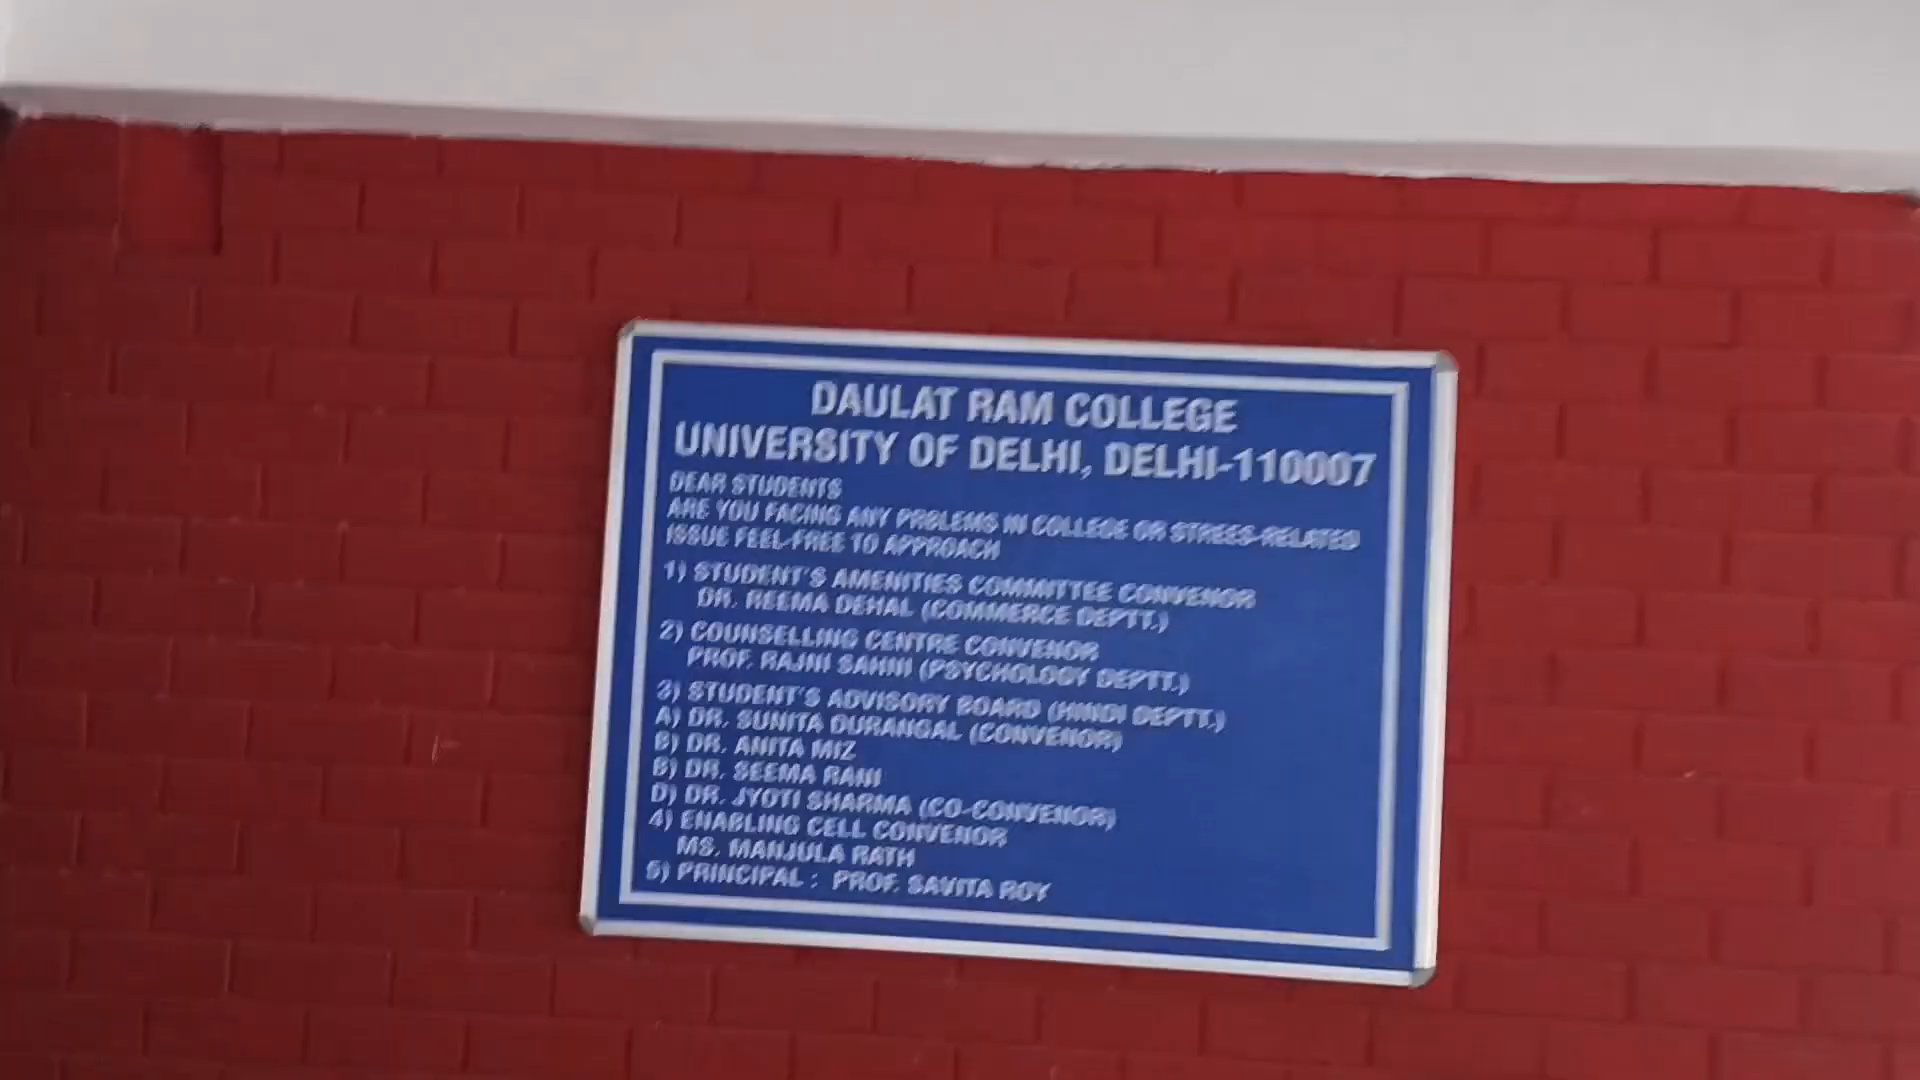 DAULAT RAM COLLEGE
UNIVERSITY OF DELHI, DELHI-110007
DEAR STUDENTS
ARE YOU FACING ANY PRBLEMS IN COLLEGE OR STREES-RELATED
ISSUE FEEL-FREE TO APPROACH
1) STUDENT'S AMENITIES COMMITTEE CONVENOR
DR. REEMA DEHAL (COMMERCE DEPTT.)
2) COUNSELLING CENTRE CONVENOR
PROF. RAJNI SAHNI (PSYCHOLOGY DEPTT.)
3) STUDENT'S ADVISORY BOARD (HINDI DEPTT.)
A) DR. SUNITA DURANGAL (CONVENOR)
B) DR. ANITA MIZ
B) DR. SEEMA RANI
D) DR. JYOTI SHARMA (CO-CONVENOR)
4) ENABLING CELL CONVENOR
MS. MANJULA RATH
5) PRINCIPAL : PROF. SAVITA ROY